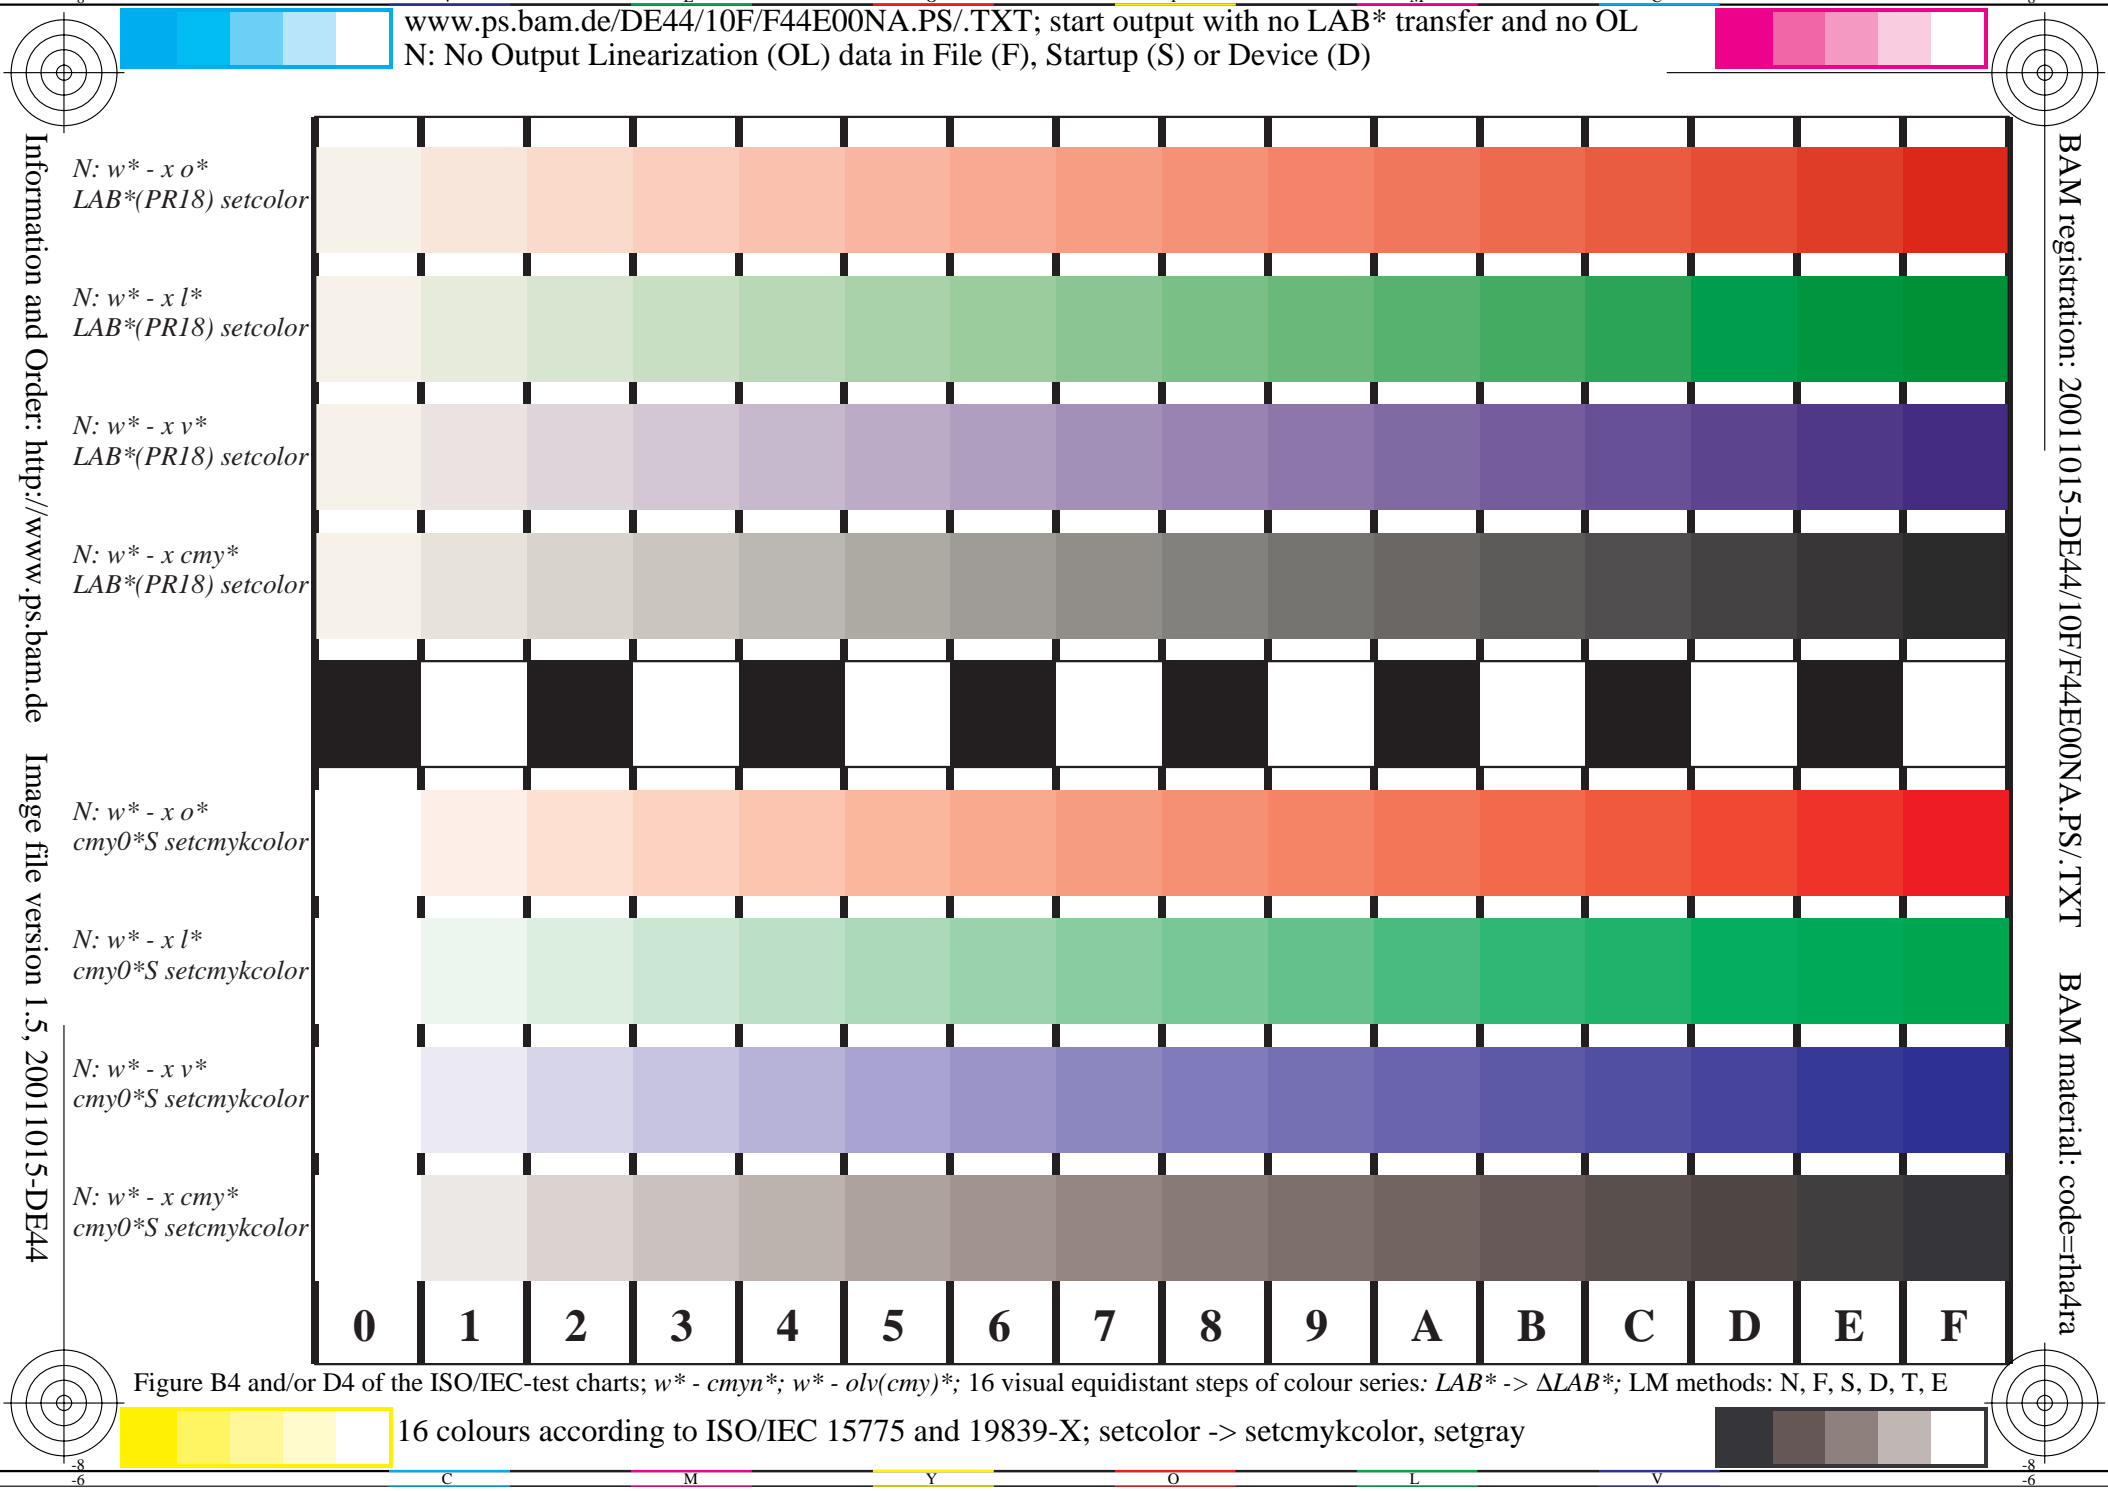 www.ps.bam.de/DE44/10F/F44E00NA.PS/.TXT; start output with no LAB* transfer and no OL
N: No Output Linearization (OL) data in File (F), Startup (S) or Device (D)
Information and Order: http://www.ps.bam.de Image file version 1.5, 20011015-DE44
BAM registration: 20011015-DE44/10F/F44E00NA.PS/.TXT BAM material: code=rha4ra
N: w* - x o*
LAB*(PR18) setcolor
N: w* - x l*
LAB*(PR18) setcolor
N: w* - x v*
LAB*(PR18) setcolor
N: w* - x cmy*
LAB*(PR18) setcolor
N: w* - x o*
cmy0*S setcmykcolor
N: w* - x l*
cmy0*S setcmykcolor
N: w* - x v*
cmy0*S setcmykcolor
N: w* - x cmy*
cmy0*S setcmykcolor
0 1 2 3 4 5 6 7 8 9 A B C D E F
Figure B4 and/or D4 of the ISO/IEC-test charts; w* - cmyn*; w* - olv(cmy)*; 16 visual equidistant steps of colour series: LAB* -> ΔLAB*; LM methods: N, F, S, D, T, E
16 colours according to ISO/IEC 15775 and 19839-X; setcolor -> setcmykcolor, setgray
-8 -8
-6 C M Y O L V -6